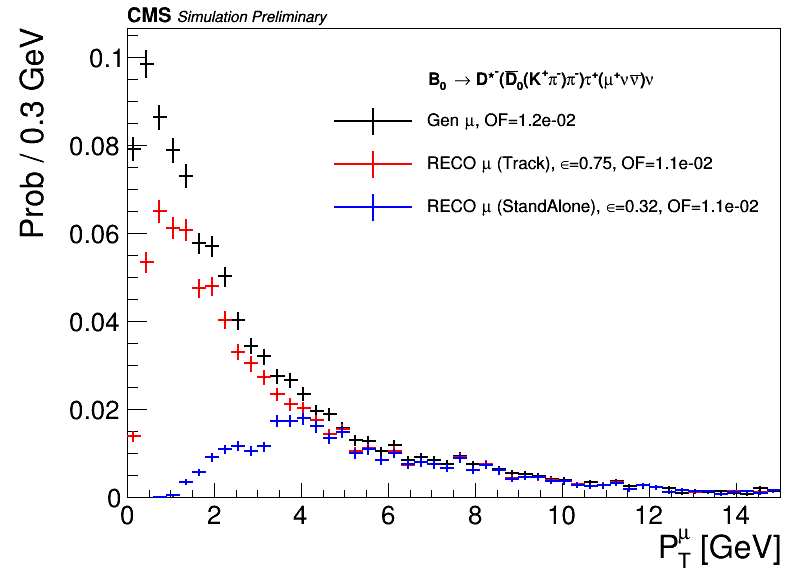 CMS Simulation Preliminary
Prob / 0.3 GeV
0.1
0.08
0.06
0.04
0.02
0
B₀ → D*⁻(D̅₀(K⁺π⁻)π⁻)τ⁺(μ⁺νν̅)ν
Gen μ, OF=1.2e-02
RECO μ (Track), ∈=0.75, OF=1.1e-02
RECO μ (StandAlone), ∈=0.32, OF=1.1e-02
0 2 4 6 8 10 12 14
P_T^μ [GeV]